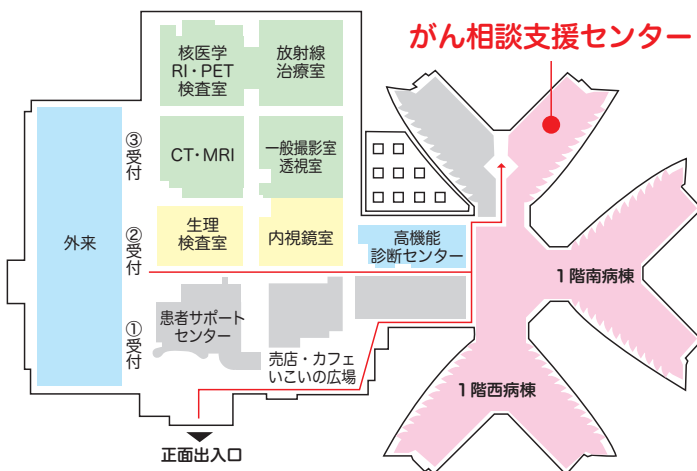 がん相談支援センター
核医学
RI・PET
検査室
放射線
治療室
③受付
CT・MRI
一般撮影室
透視室
外来
②受付
生理
検査室
内視鏡室
高機能
診断センター
1階南病棟
①受付
患者サポート
センター
売店・カフェ
いこいの広場
1階西病棟
正面出入口